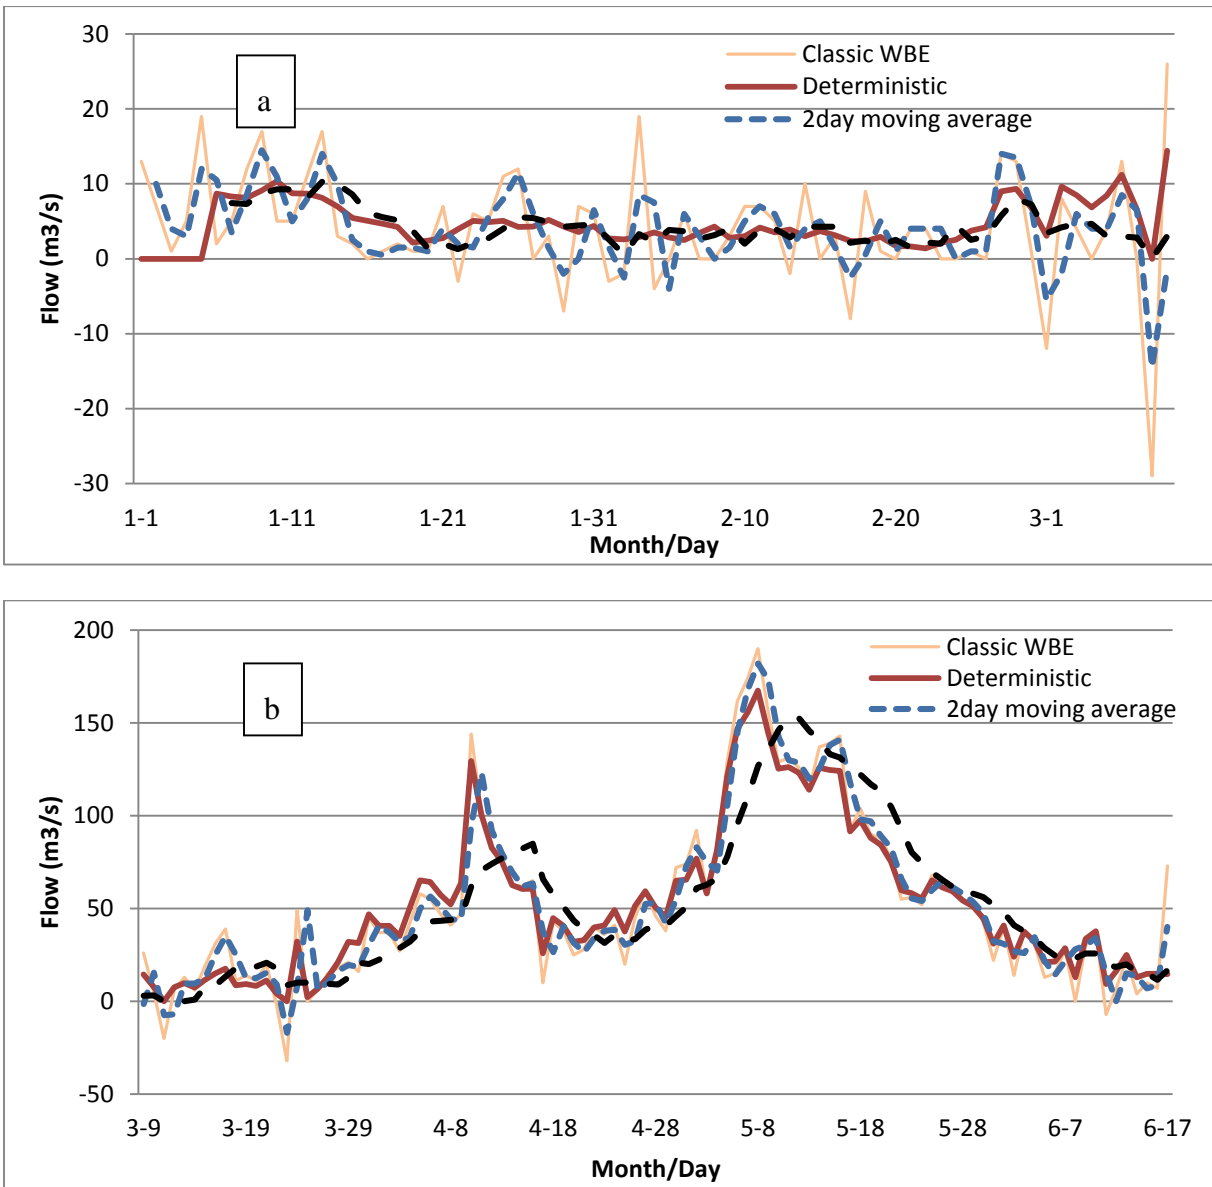 30
20
10
0
-10
-20
-30
Flow (m3/s)
a
Classic WBE
Deterministic
2day moving average
1-1
1-11
1-21
1-31
2-10
2-20
3-1
Month/Day
200
150
100
50
0
-50
Flow (m3/s)
b
Classic WBE
Deterministic
2day moving average
3-9
3-19
3-29
4-8
4-18
4-28
5-8
5-18
5-28
6-7
6-17
Month/Day